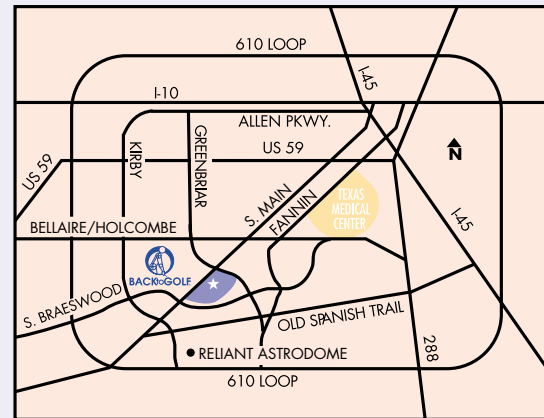 610 LOOP
I-45
I-10
ALLEN PKWY.
US 59
US 59
KIRBY
GREENBRIAR
N
TEXAS
MEDICAL
CENTER
S. MAIN
FANNIN
I-45
BELLAIRE/HOLCOMBE
BACKtoGOLF
S. BRAESWOOD
OLD SPANISH TRAIL
288
RELIANT ASTRODOME
610 LOOP